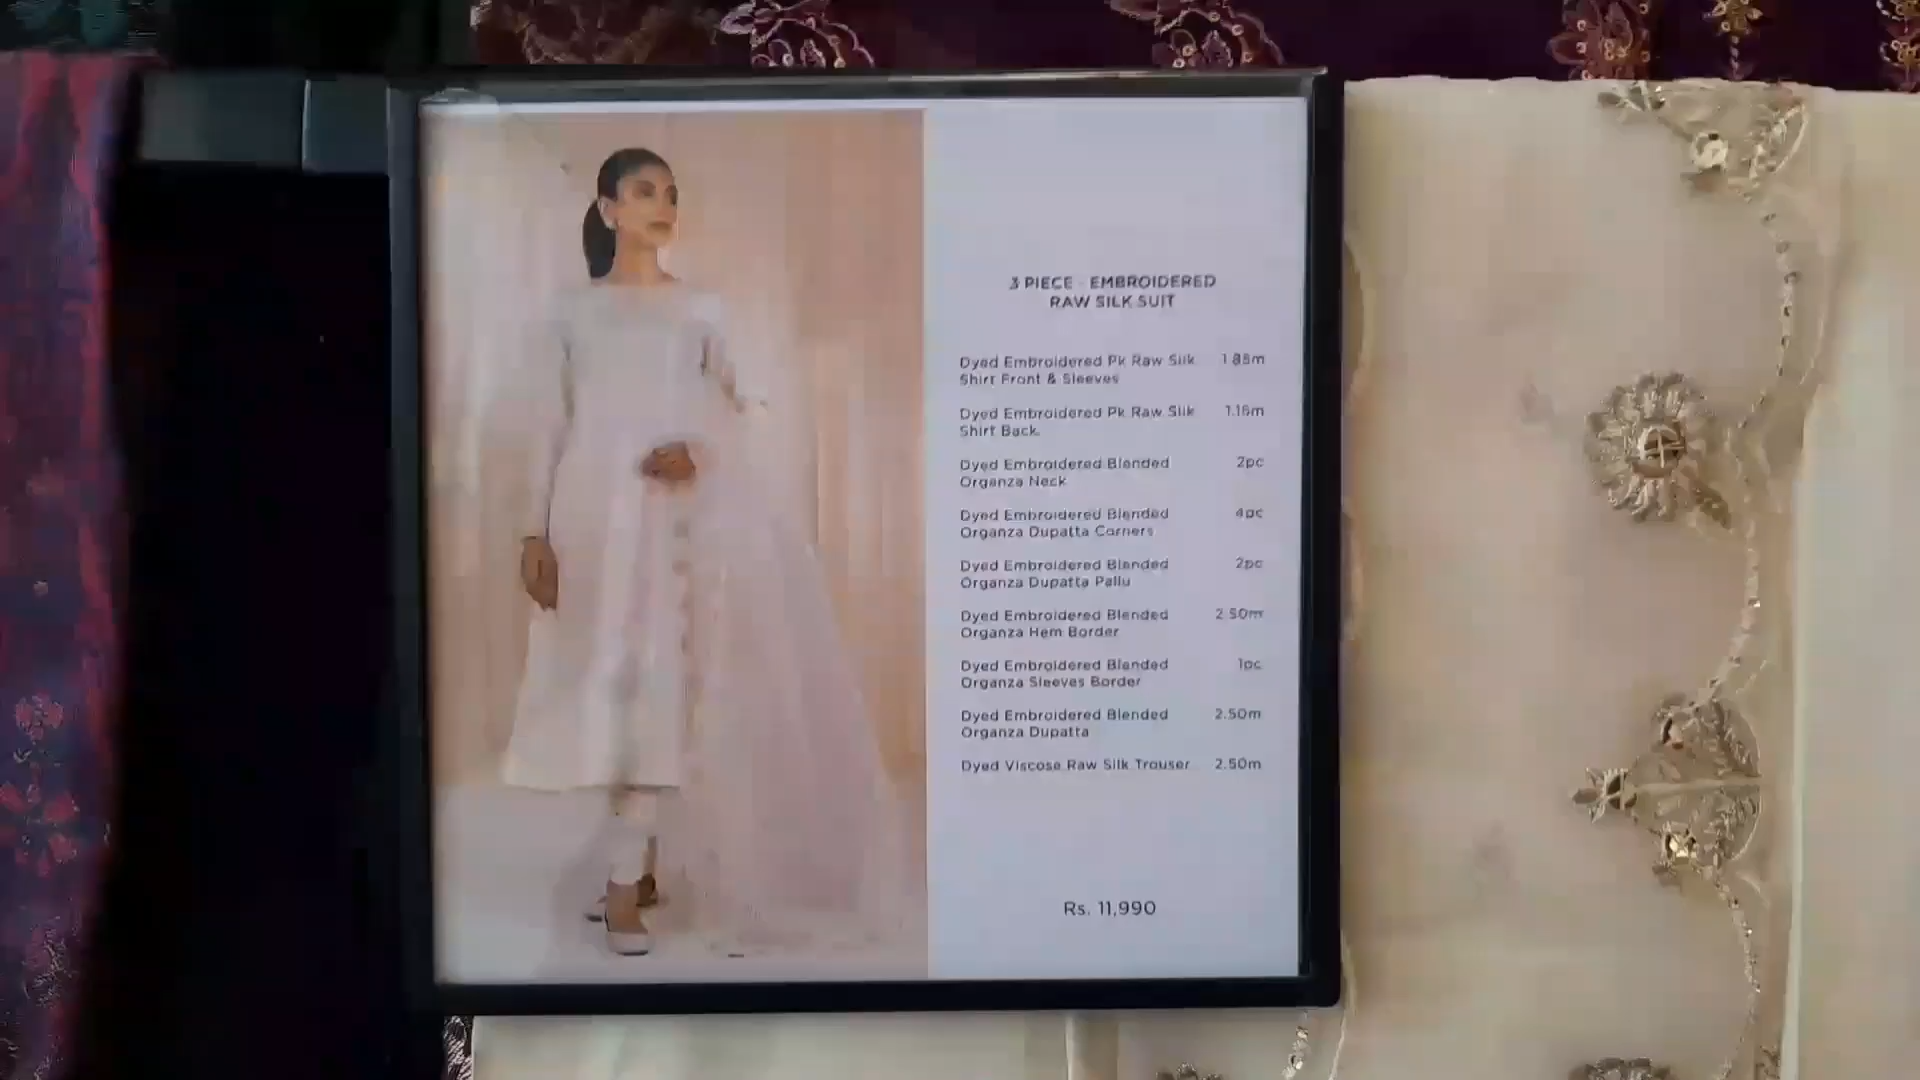 3 PIECE - EMBROIDERED
RAW SILK SUIT
Dyed Embroidered Pk Raw Silk 1.88m
Shirt Front & Sleeves
Dyed Embroidered Pk Raw Silk 1.16m
Shirt Back
Dyed Embroidered Blended 2pc
Organza Neck
Dyed Embroidered Blended 4pc
Organza Dupatta Corners
Dyed Embroidered Blended 2pc
Organza Dupatta Pallu
Dyed Embroidered Blended 2.50m
Organza Hem Border
Dyed Embroidered Blended 1pc
Organza Sleeves Border
Dyed Embroidered Blended 2.50m
Organza Dupatta
Dyed Viscose Raw Silk Trouser 2.50m
Rs. 11,990